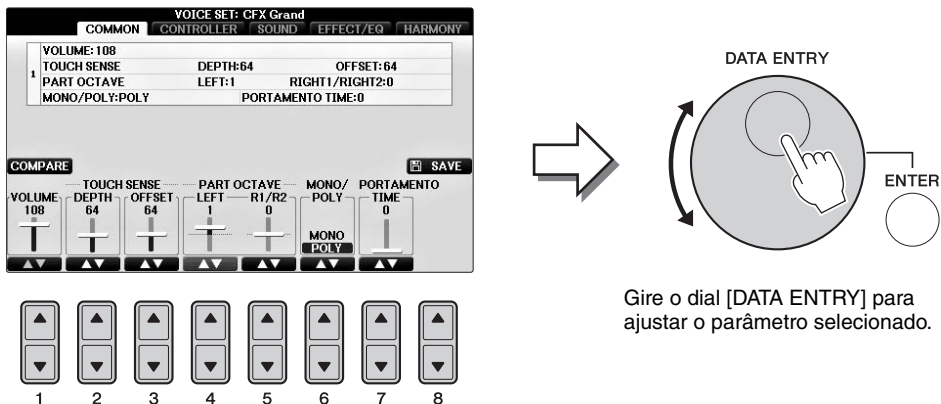 VOICE SET: CFX Grand
COMMON CONTROLLER SOUND EFFECT/EQ HARMONY
1
VOLUME:108
TOUCH SENSE DEPTH:64 OFFSET:64
PART OCTAVE LEFT:1 RIGHT1/RIGHT2:0
MONO/POLY:POLY PORTAMENTO TIME:0
COMPARE SAVE
TOUCH SENSE PART OCTAVE MONO/ PORTAMENTO
VOLUME DEPTH OFFSET LEFT R1/R2 POLY TIME
108 64 64 1 0 0
MONO
POLY
1 2 3 4 5 6 7 8
DATA ENTRY
ENTER
Gire o dial [DATA ENTRY] para
ajustar o parâmetro selecionado.